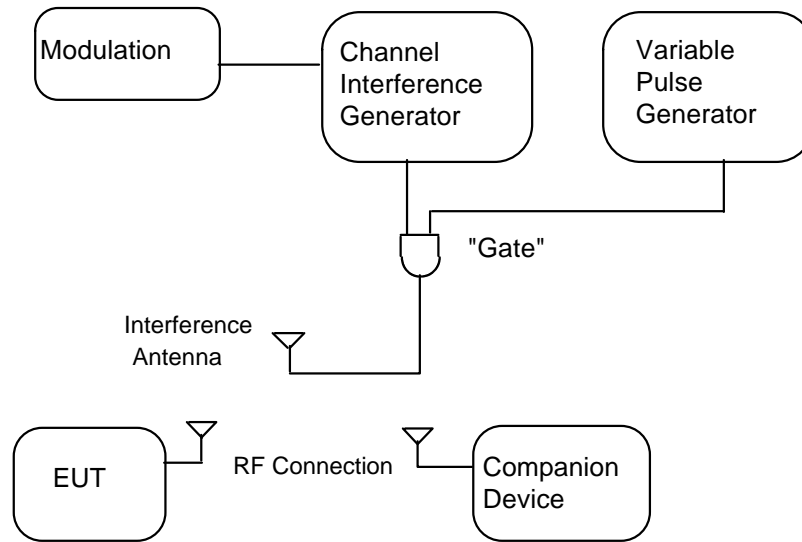 Modulation
Channel
Interference
Generator
Variable
Pulse
Generator
"Gate"
Interference
Antenna
EUT
RF Connection
Companion
Device